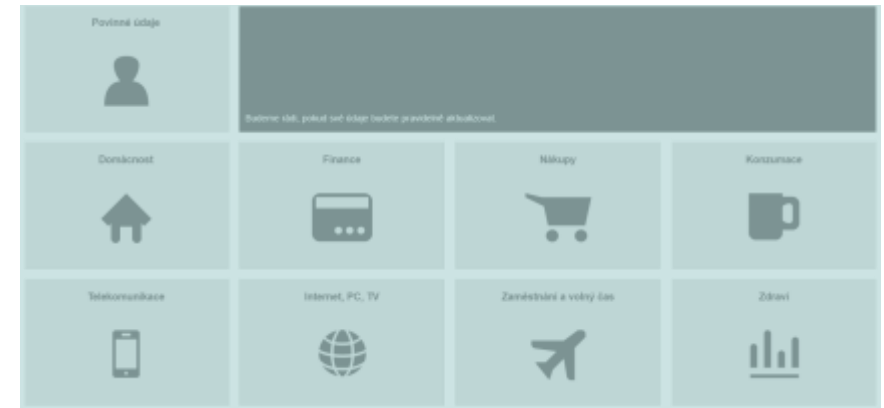 Povinné údaje
Budeme rádi, pokud své údaje budete pravidelně aktualizovat.
Domácnost
Finance
Nákupy
Konzumace
Telekomunikace
Internet, PC, TV
Zaměstnání a volný čas
Zdraví